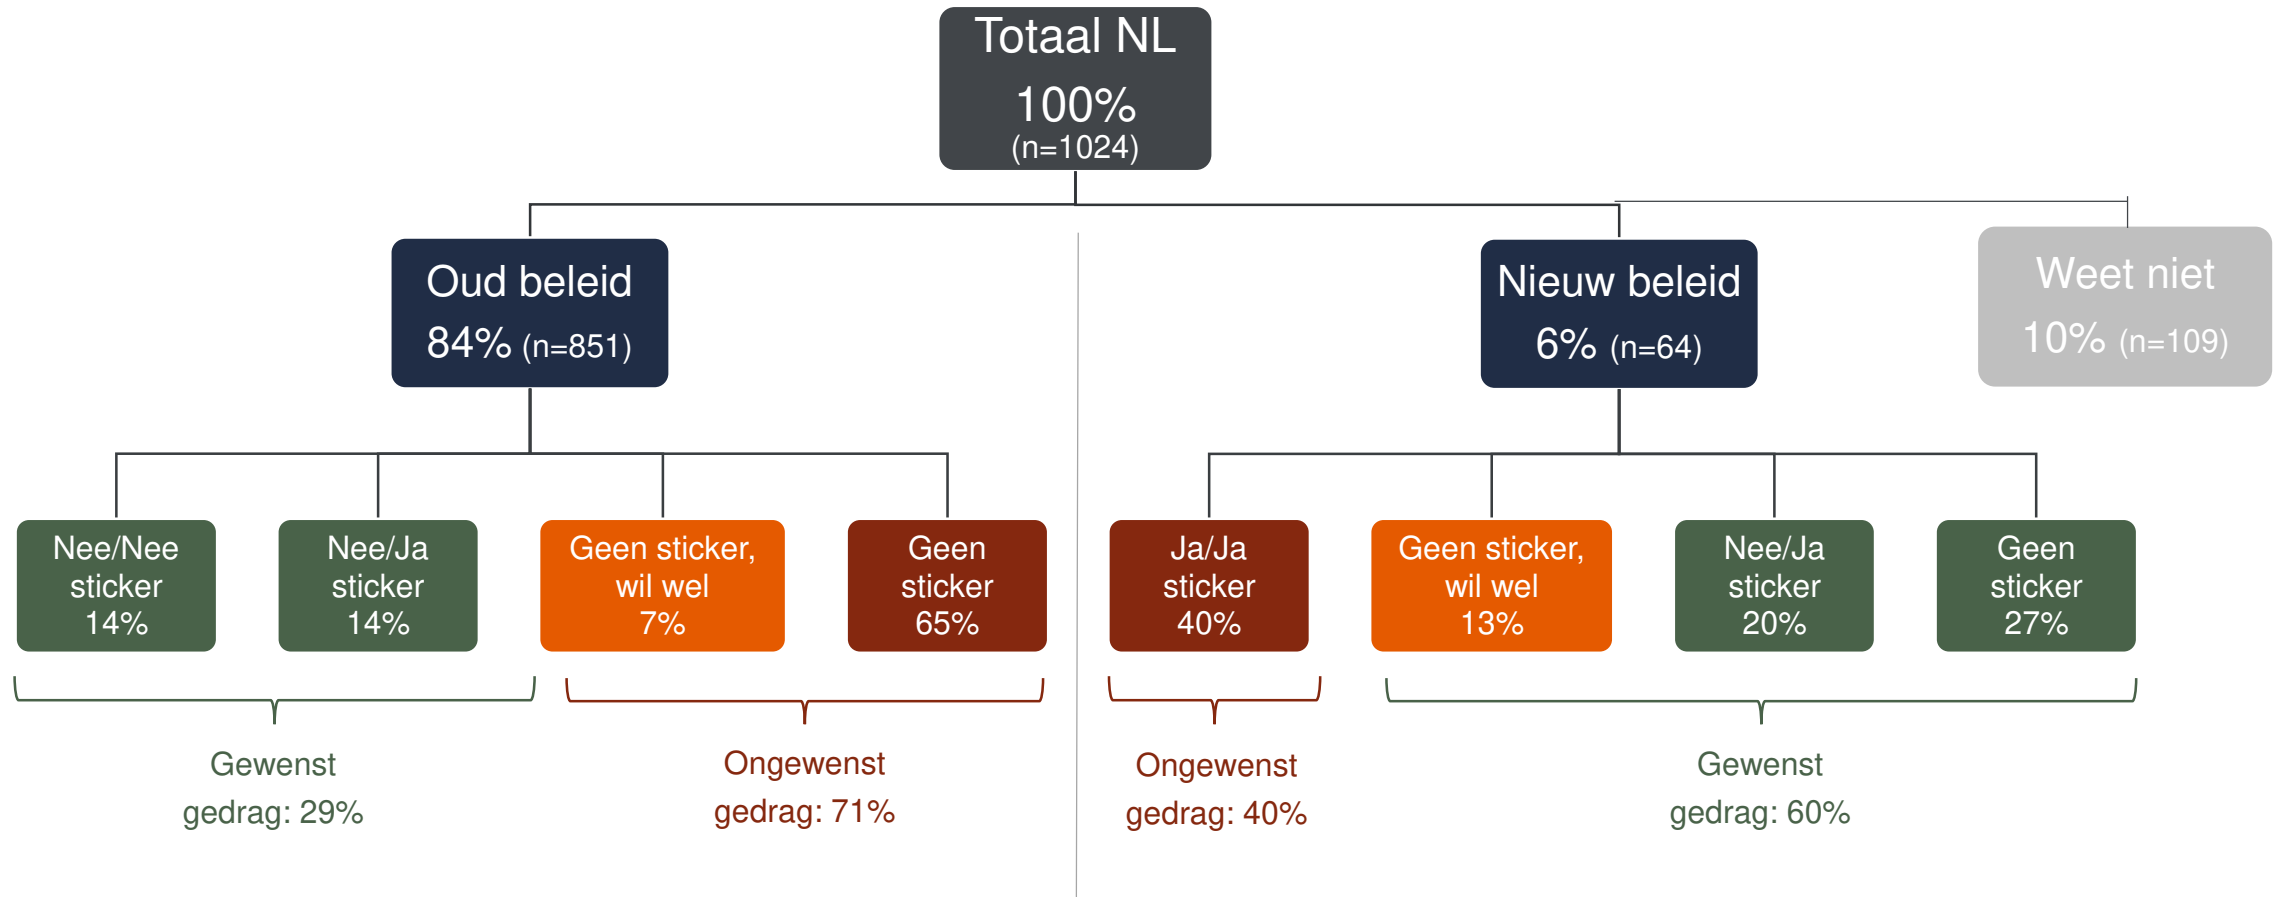 Totaal NL
100%
(n=1024)
Oud beleid
84% (n=851)
Nieuw beleid
6% (n=64)
Weet niet
10% (n=109)
Nee/Nee
sticker
14%
Nee/Ja
sticker
14%
Geen sticker,
wil wel
7%
Geen
sticker
65%
Ja/Ja
sticker
40%
Geen sticker,
wil wel
13%
Nee/Ja
sticker
20%
Geen
sticker
27%
Gewenst
gedrag: 29%
Ongewenst
gedrag: 71%
Ongewenst
gedrag: 40%
Gewenst
gedrag: 60%